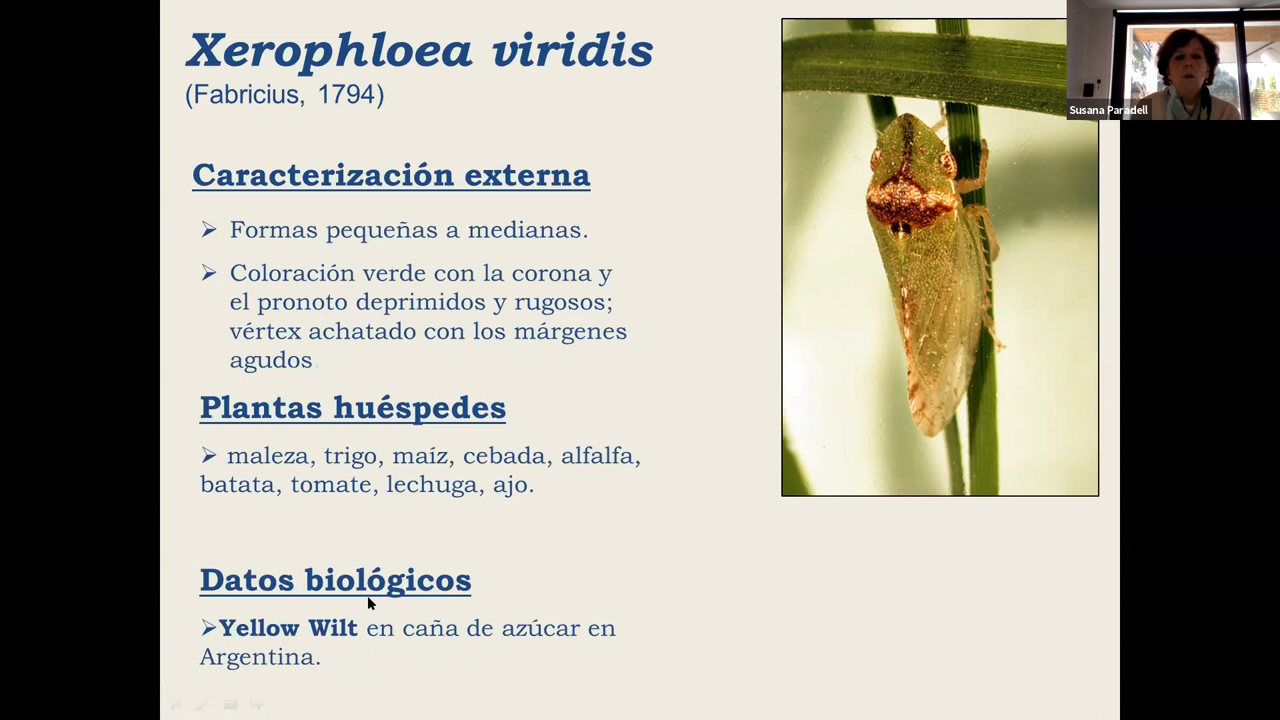 Xerophloea viridis
(Fabricius, 1794)
Susana Paradell
Caracterización externa
➢ Formas pequeñas a medianas.
➢ Coloración verde con la corona y
el pronoto deprimidos y rugosos;
vértex achatado con los márgenes
agudos.
Plantas huéspedes
➢ maleza, trigo, maíz, cebada, alfalfa,
batata, tomate, lechuga, ajo.
Datos biológicos
➢Yellow Wilt en caña de azúcar en
Argentina.